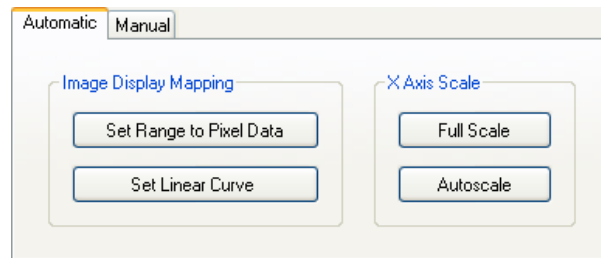 Automatic Manual
Image Display Mapping
Set Range to Pixel Data
Set Linear Curve
X Axis Scale
Full Scale
Autoscale